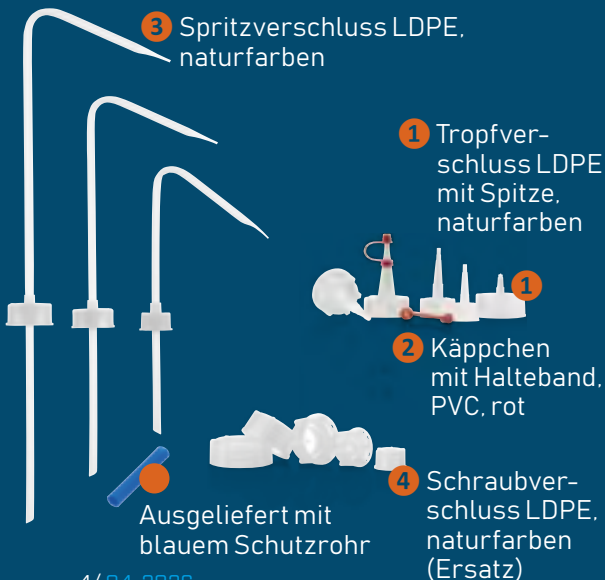 3 Spritzverschluss LDPE,
naturfarben
1 Tropfver-
schluss LDPE
mit Spitze,
naturfarben
1
2 Käppchen
mit Halteband,
PVC, rot
4 Schraubver-
schluss LDPE,
naturfarben
(Ersatz)
Ausgeliefert mit
blauem Schutzrohr